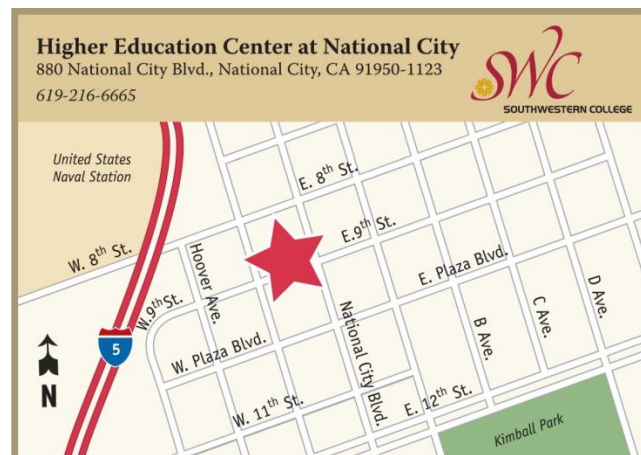 Higher Education Center at National City
880 National City Blvd., National City, CA 91950-1123
619-216-6665
SWC
SOUTHWESTERN COLLEGE
United States
Naval Station
E. 8th St.
W. 8th St.
E.9th St.
Hoover Ave.
W.9th St.
E. Plaza Blvd.
D Ave.
C Ave.
B Ave.
National City Blvd.
W. Plaza Blvd.
5
N
W. 11th St.
E. 12th St.
Kimball Park